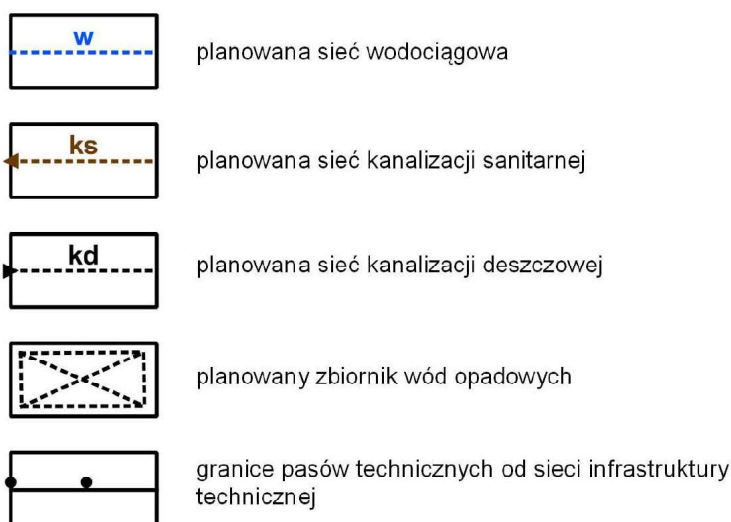 w
planowana sieć wodociągowa
ks
planowana sieć kanalizacji sanitarnej
kd
planowana sieć kanalizacji deszczowej
planowany zbiornik wód opadowych
granice pasów technicznych od sieci infrastruktury
technicznej